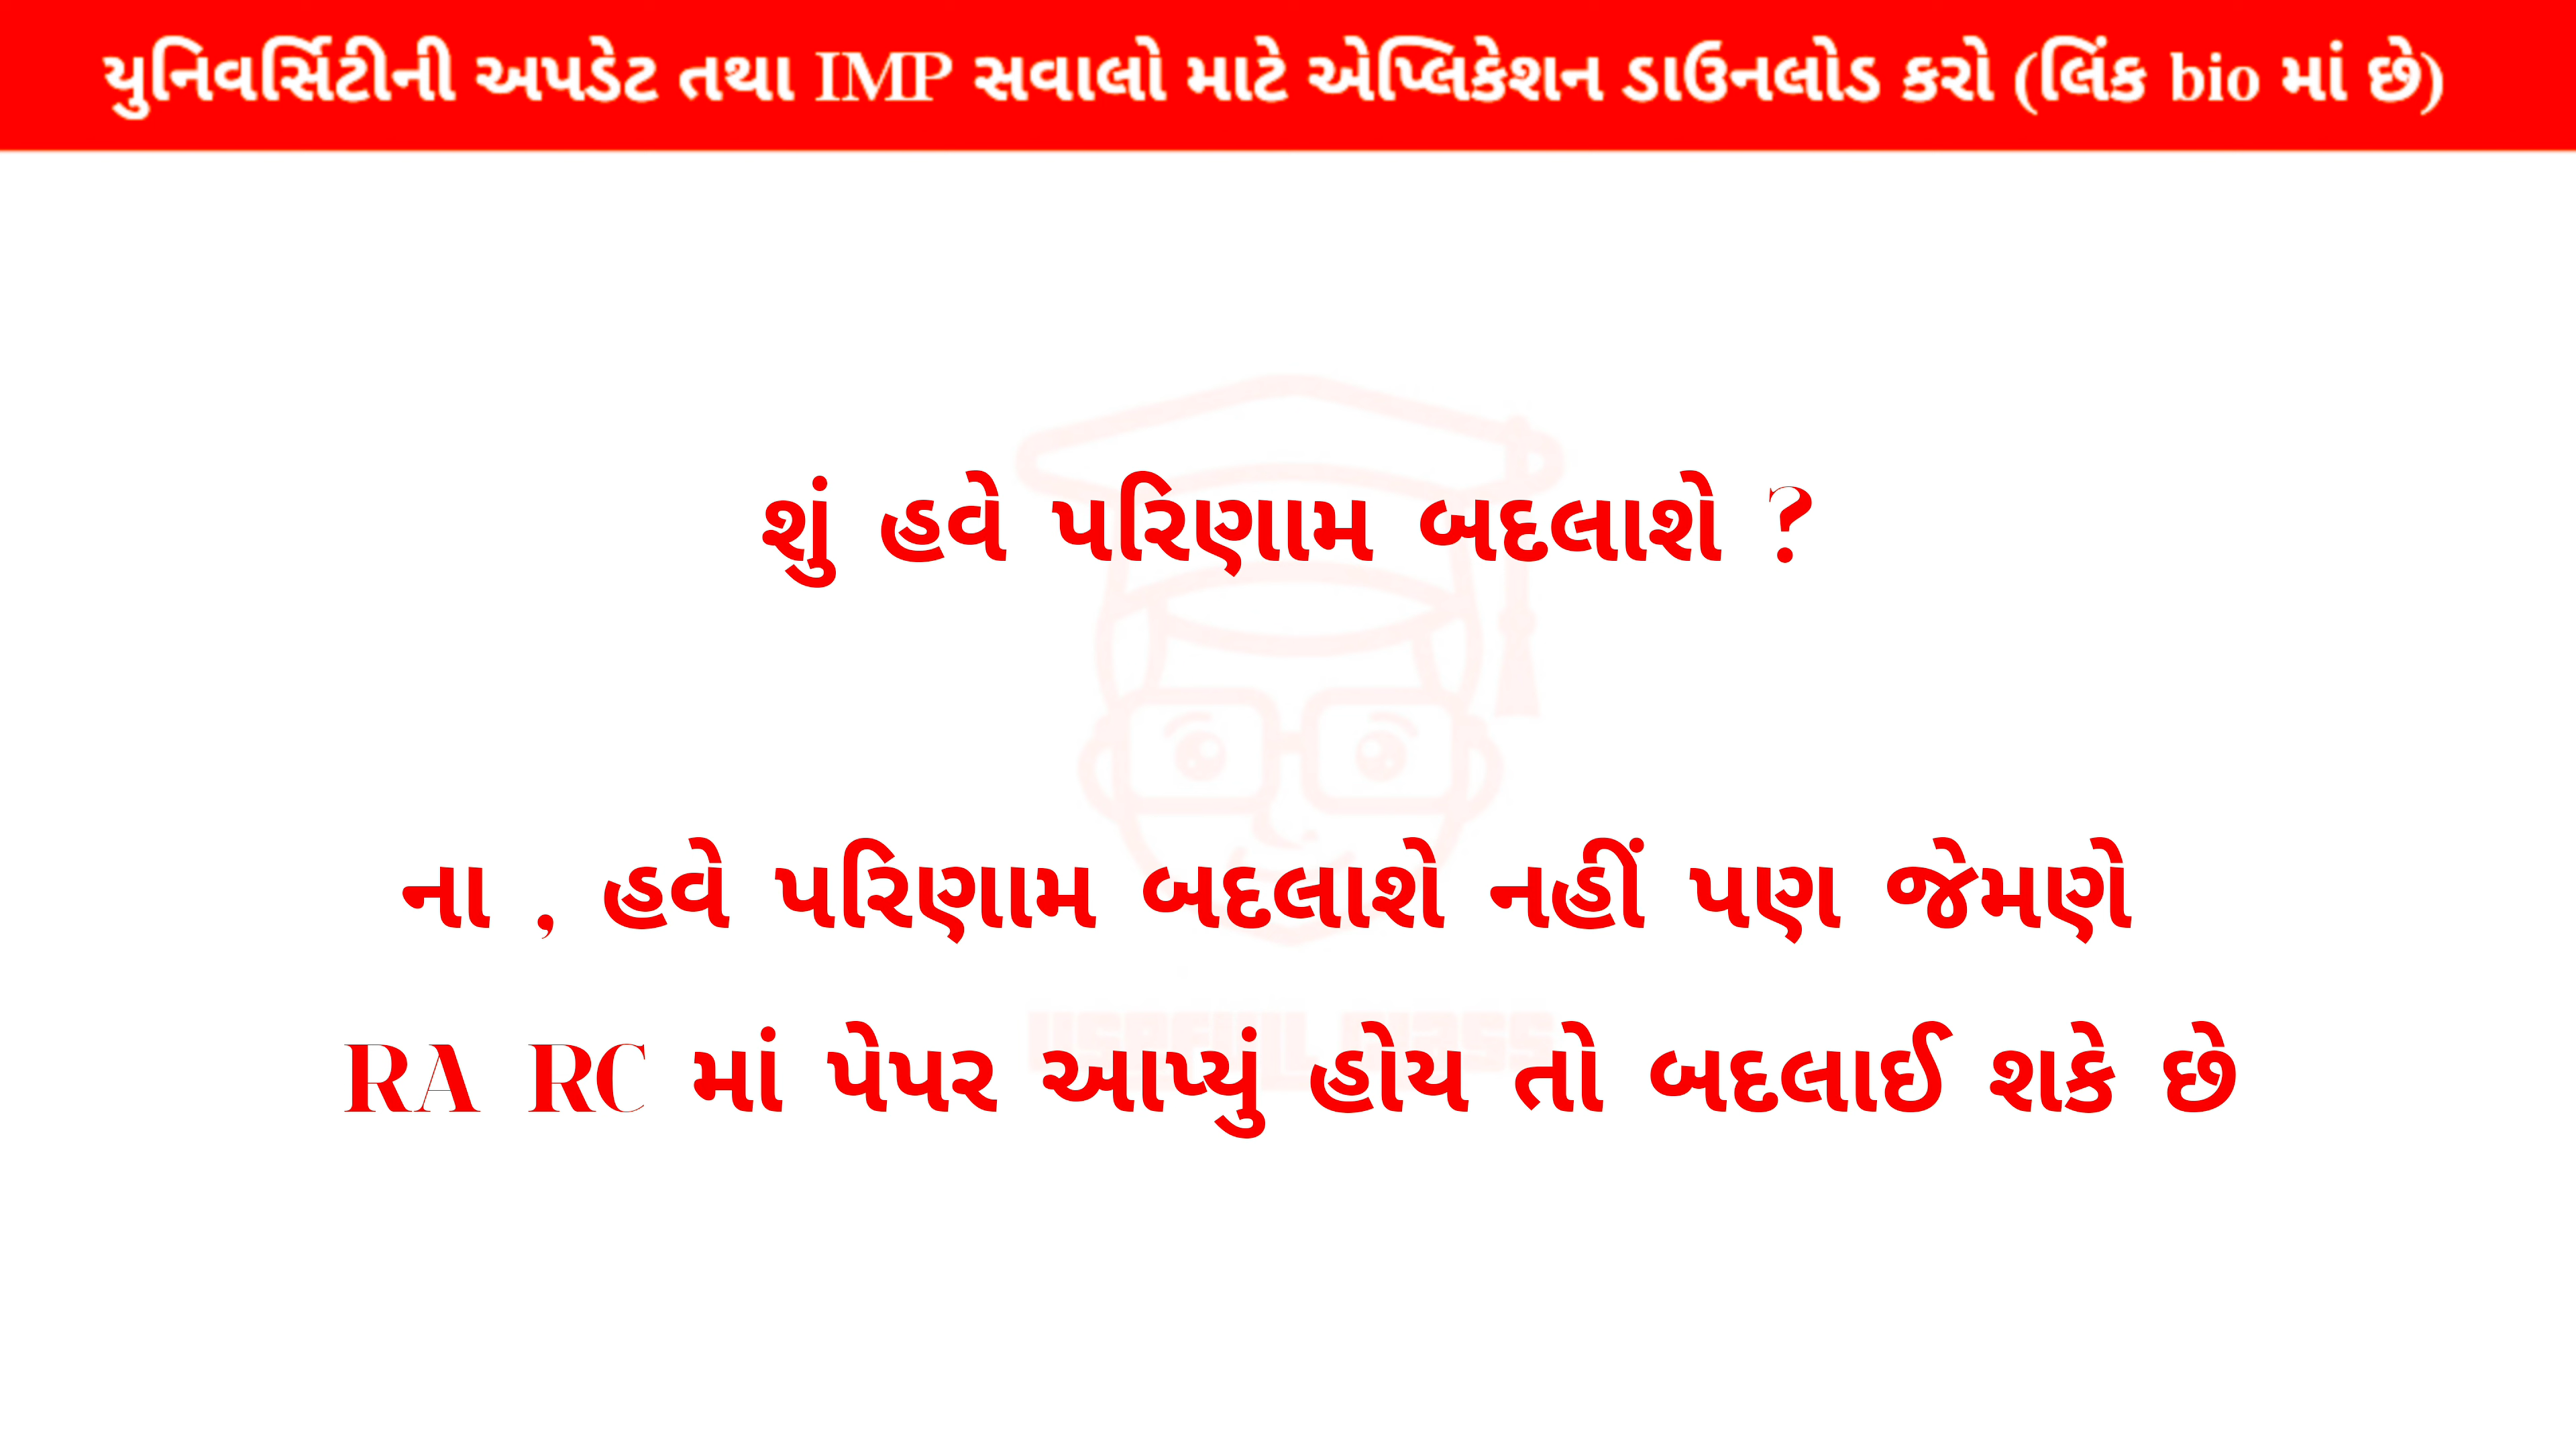 યુનિવર્સિટીની અપડેટ તથા IMP સવાલો માટે એપ્લિકેશન ડાઉનલોડ કરો (લિંક bio માં છે)
શું હવે પરિણામ બદલાશે ?
ના , હવે પરિણામ બદલાશે નહીં પણ જેમણે
RA RC માં પેપર આપ્યું હોય તો બદલાઈ શકે છે